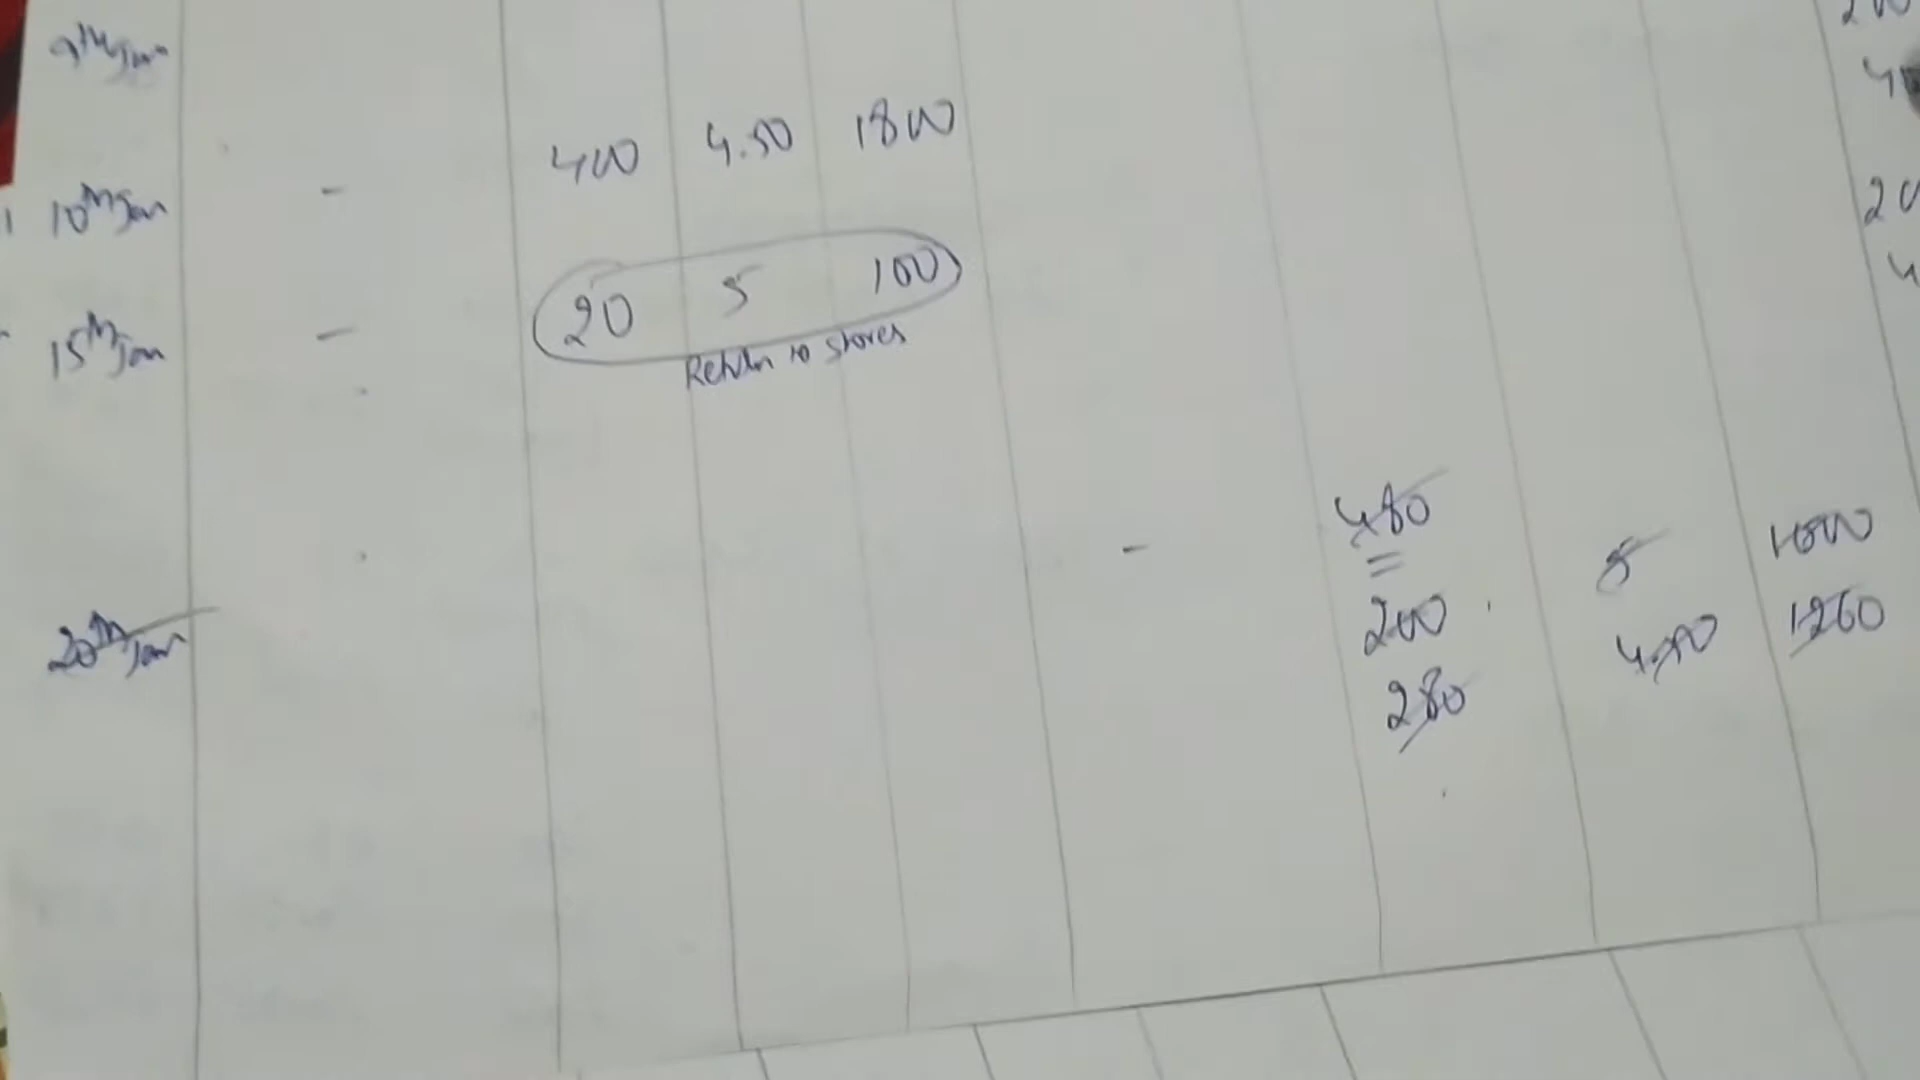 9th Jan
10th Jan - 400 4.50 1800
15th Jan - 20 5 100
Return to stores
20th Jan - 480
=
200 5 1000
280 4.50 1260